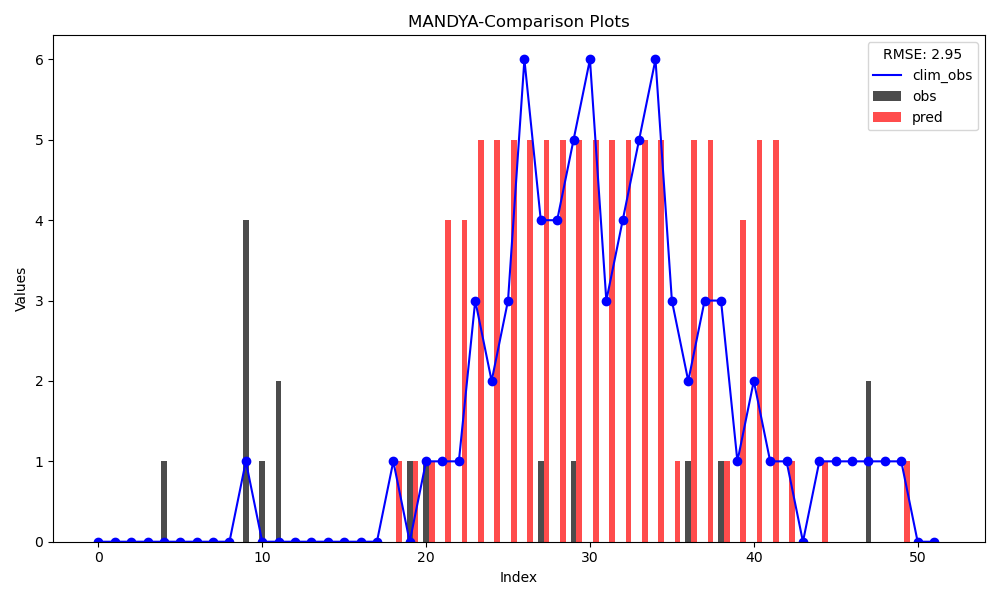 MANDYA-Comparison Plots
RMSE: 2.95
clim_obs
obs
pred
Values
6
5
4
3
2
1
0
0 10 20 30 40 50
Index